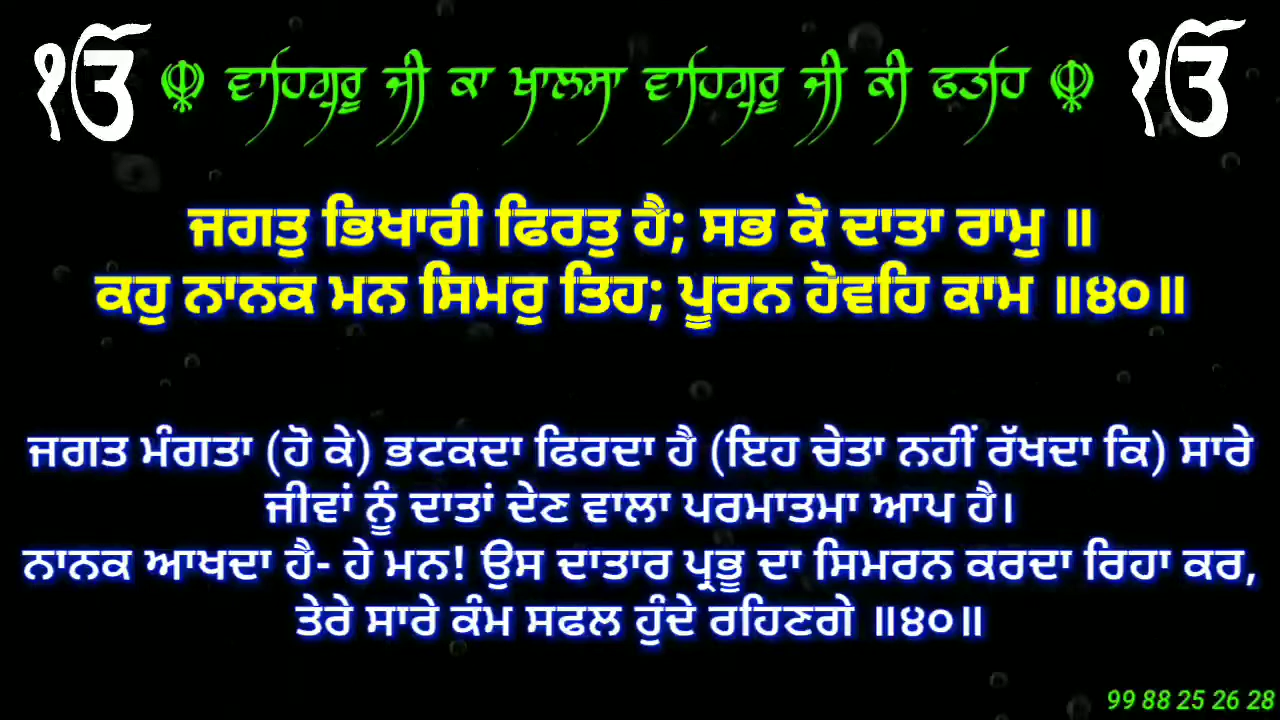 ੴ ☬ ਵਾਹਿਗੁਰੂ ਜੀ ਕਾ ਖਾਲਸਾ ਵਾਹਿਗੁਰੂ ਜੀ ਕੀ ਫਤਹਿ ☬ ੴ
ਜਗਤੁ ਭਿਖਾਰੀ ਫਿਰਤੁ ਹੈ; ਸਭ ਕੋ ਦਾਤਾ ਰਾਮੁ ॥
ਕਹੁ ਨਾਨਕ ਮਨ ਸਿਮਰੁ ਤਿਹ; ਪੂਰਨ ਹੋਵਹਿ ਕਾਮ ॥੪੦॥
ਜਗਤ ਮੰਗਤਾ (ਹੋ ਕੇ) ਭਟਕਦਾ ਫਿਰਦਾ ਹੈ (ਇਹ ਚੇਤਾ ਨਹੀਂ ਰੱਖਦਾ ਕਿ) ਸਾਰੇ
ਜੀਵਾਂ ਨੂੰ ਦਾਤਾਂ ਦੇਣ ਵਾਲਾ ਪਰਮਾਤਮਾ ਆਪ ਹੈ।
ਨਾਨਕ ਆਖਦਾ ਹੈ- ਹੇ ਮਨ! ਉਸ ਦਾਤਾਰ ਪ੍ਰਭੂ ਦਾ ਸਿਮਰਨ ਕਰਦਾ ਰਿਹਾ ਕਰ,
ਤੇਰੇ ਸਾਰੇ ਕੰਮ ਸਫਲ ਹੁੰਦੇ ਰਹਿਣਗੇ ॥੪੦॥
99 88 25 26 28